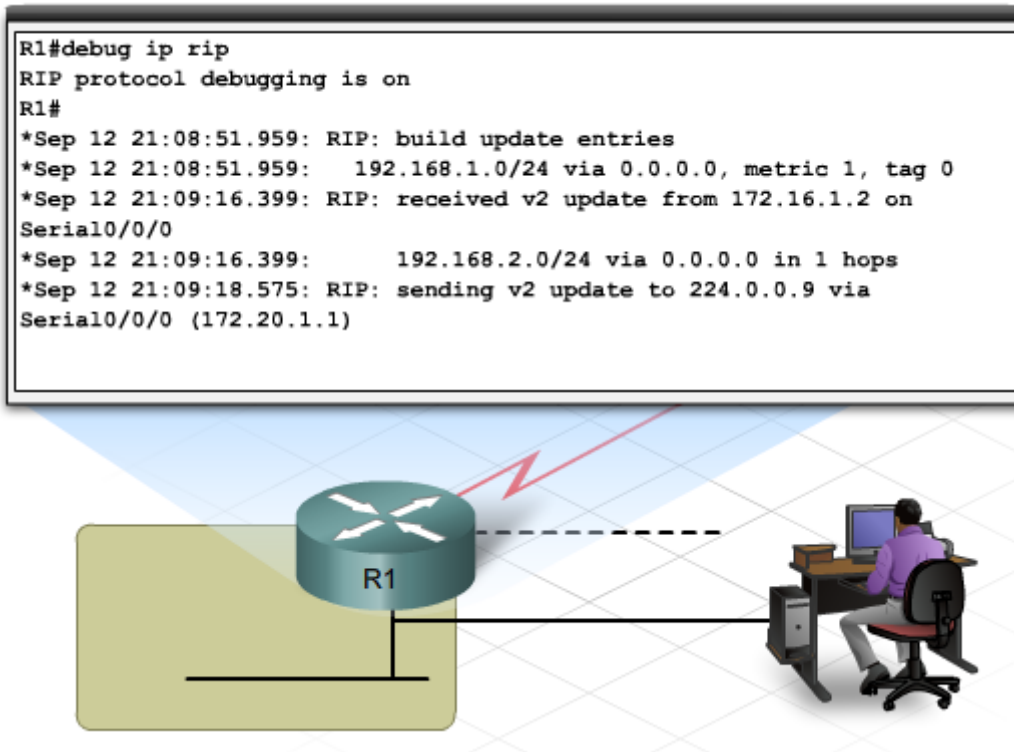 R1#debug ip rip
RIP protocol debugging is on
R1#
*Sep 12 21:08:51.959: RIP: build update entries
*Sep 12 21:08:51.959:   192.168.1.0/24 via 0.0.0.0, metric 1, tag 0
*Sep 12 21:09:16.399: RIP: received v2 update from 172.16.1.2 on
Serial0/0/0
*Sep 12 21:09:16.399:      192.168.2.0/24 via 0.0.0.0 in 1 hops
*Sep 12 21:09:18.575: RIP: sending v2 update to 224.0.0.9 via
Serial0/0/0 (172.20.1.1)
R1